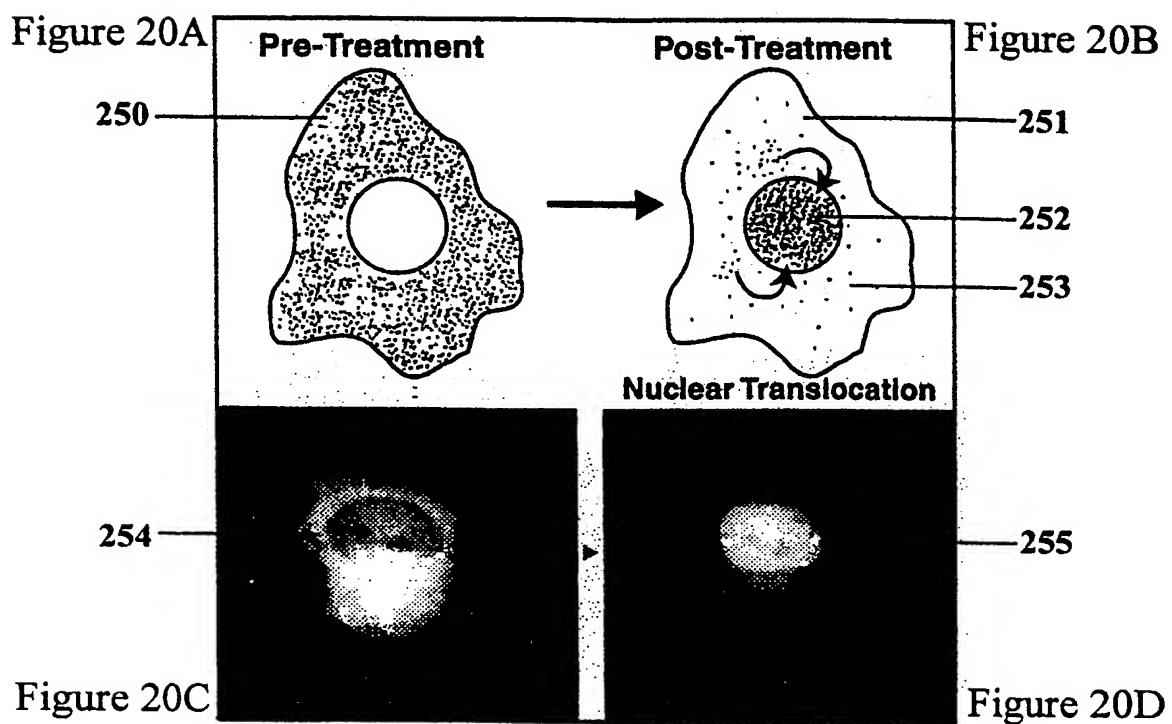 Figure 20A
Pre-Treatment
Post-Treatment
Figure 20B
250
251
252
253
Nuclear Translocation
254
255
Figure 20C
Figure 20D